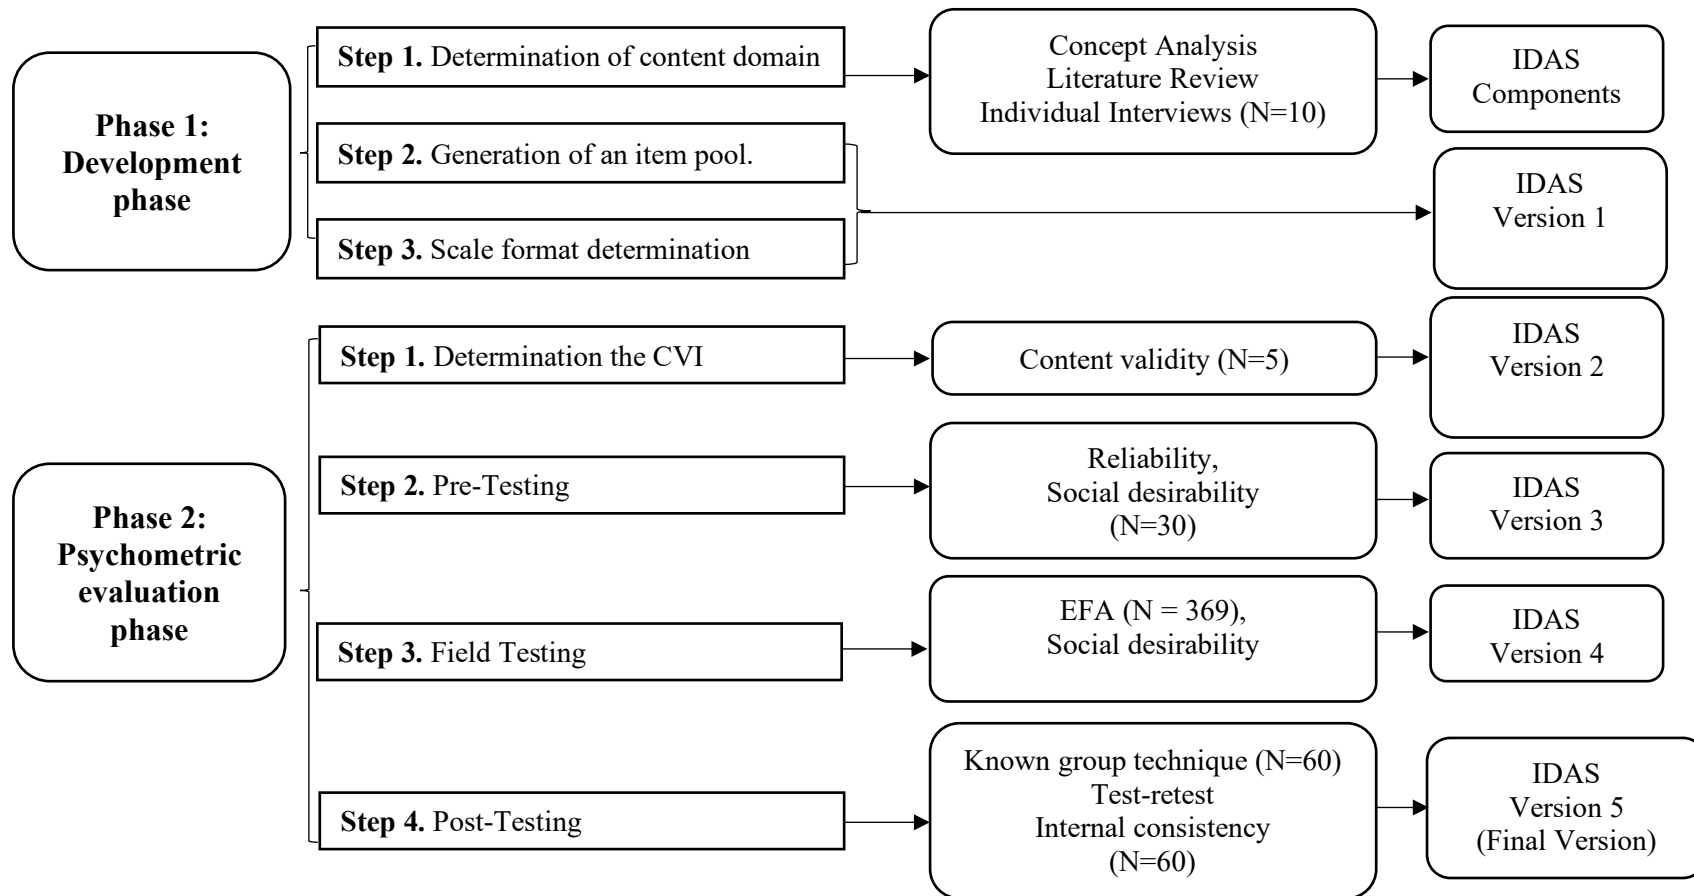 Phase 1:
Development
phase
Step 1. Determination of content domain
Concept Analysis
Literature Review
Individual Interviews (N=10)
IDAS
Components
Step 2. Generation of an item pool.
Step 3. Scale format determination
IDAS
Version 1
Phase 2:
Psychometric
evaluation
phase
Step 1. Determination the CVI
Content validity (N=5)
IDAS
Version 2
Step 2. Pre-Testing
Reliability,
Social desirability
(N=30)
IDAS
Version 3
Step 3. Field Testing
EFA (N = 369),
Social desirability
IDAS
Version 4
Step 4. Post-Testing
Known group technique (N=60)
Test-retest
Internal consistency
(N=60)
IDAS
Version 5
(Final Version)